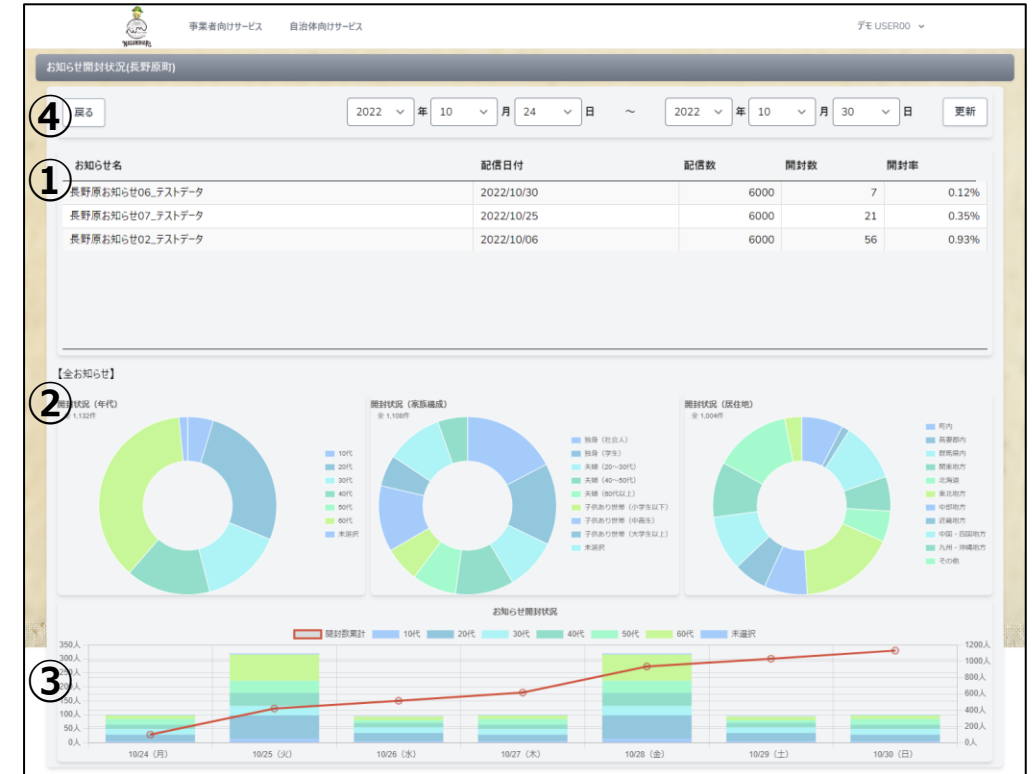 NAGANOHARA
事業者向けサービス 自治体向けサービス デモ USER00
お知らせ開封状況(長野原町)
④ 戻る 2022 年 10 月 24 日 ～ 2022 年 10 月 30 日 更新
① お知らせ名 配信日付 配信数 開封数 開封率
長野原お知らせ06_テストデータ 2022/10/30 6000 7 0.12%
長野原お知らせ07_テストデータ 2022/10/25 6000 21 0.35%
長野原お知らせ02_テストデータ 2022/10/06 6000 56 0.93%
【全お知らせ】
②
開封状況（年代）
全 1,132件
10代
20代
30代
40代
50代
60代
未選択
開封状況（家族編成）
全 1,108件
独身（社会人）
独身（学生）
夫婦（20～30代）
夫婦（40～50代）
夫婦（60代以上）
子供あり世帯（小学生以下）
子供あり世帯（中高生）
子供あり世帯（大学生以上）
未選択
開封状況（居住地）
全 1,004件
町内
吾妻郡内
群馬県内
関東地方
北海道
東北地方
中部地方
近畿地方
中国・四国地方
九州・沖縄地方
その他
③
お知らせ開封状況
開封数累計 10代 20代 30代 40代 50代 60代 未選択
350人 1200人
300人 1000人
250人 800人
200人 600人
150人 400人
100人 200人
50人 0人
0人
10/24（月） 10/25（火） 10/26（水） 10/27（木） 10/28（金） 10/29（土） 10/30（日）